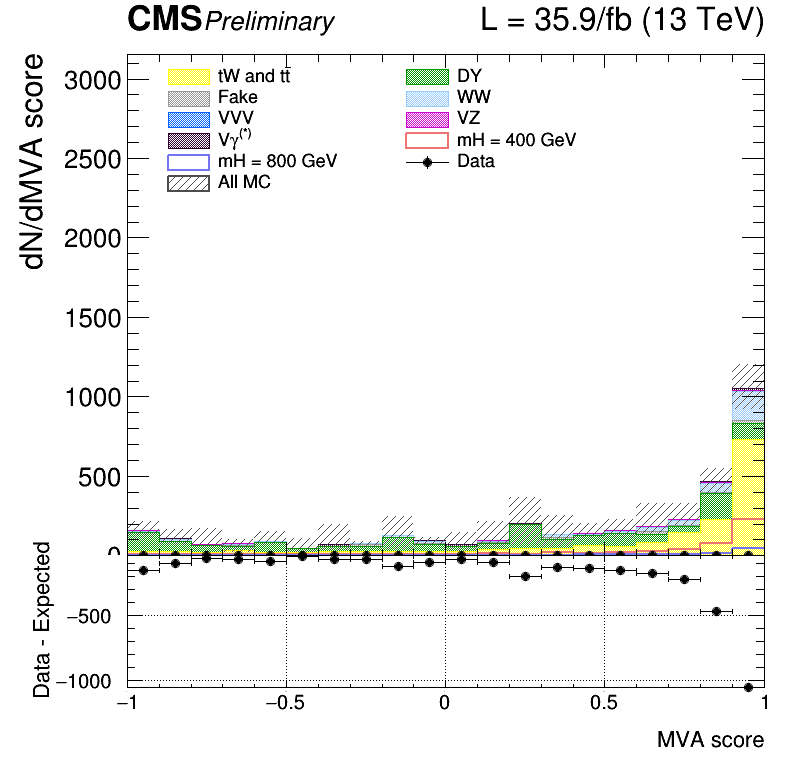 CMS Preliminary L = 35.9/fb (13 TeV)
dN/dMVA score
3000
2500
2000
1500
1000
500
0
tW and tt
DY
Fake
WW
VVV
VZ
Vγ(*)
mH = 400 GeV
mH = 800 GeV
Data
All MC
Data - Expected
−500
−1000
−1
−0.5
0
0.5
1
MVA score